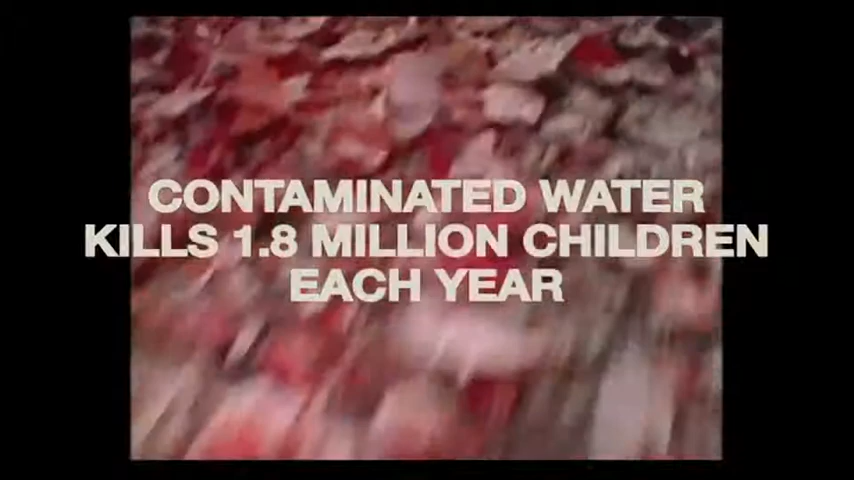 CONTAMINATED WATER
KILLS 1.8 MILLION CHILDREN
EACH YEAR